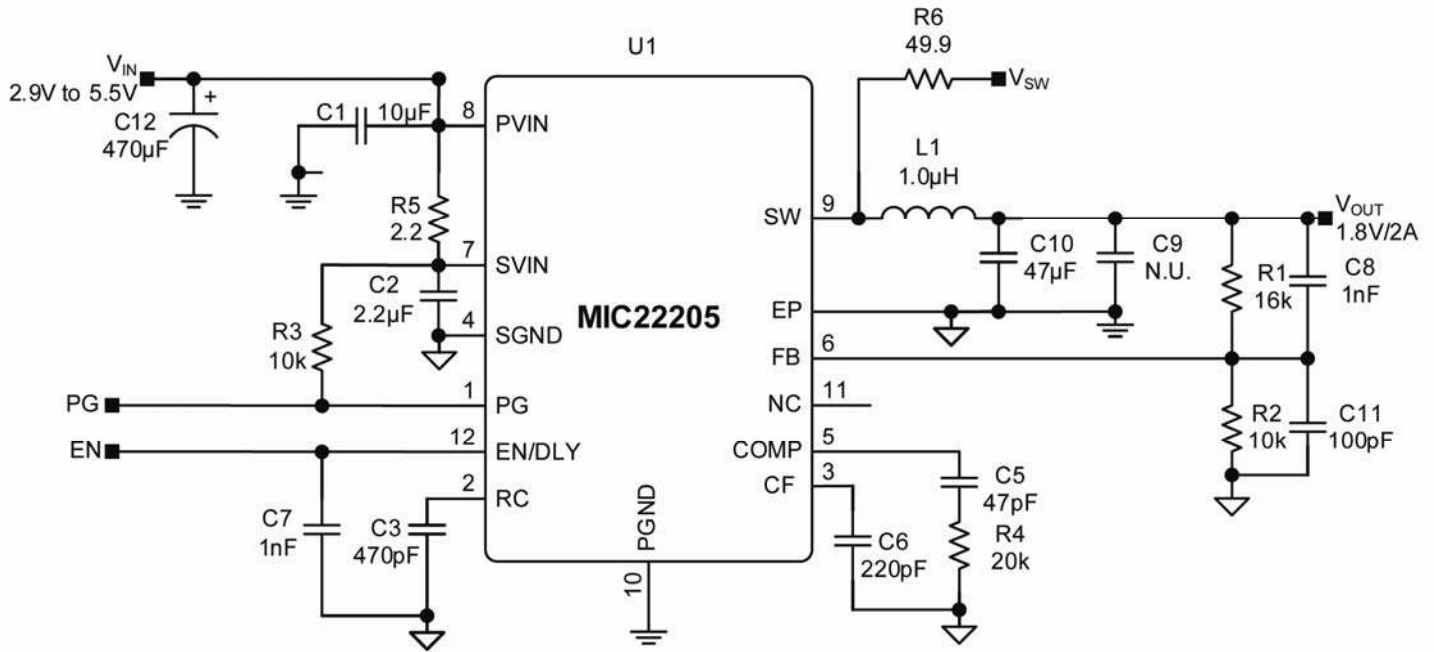 R6
49.9
U1
V_IN
2.9V to 5.5V
V_SW
C12
470µF
+
C1
10µF
8
PVIN
L1
1.0µH
R5
2.2
SW
9
V_OUT
1.8V/2A
7
SVIN
C2
2.2µF
C10
47µF
C9
N.U.
R1
16k
C8
1nF
R3
10k
4
SGND
MIC22205
EP
FB
6
PG
1
PG
NC
11
R2
10k
C11
100pF
EN
12
EN/DLY
COMP
5
2
RC
CF
3
C5
47pF
C7
1nF
C3
470pF
PGND
10
C6
220pF
R4
20k